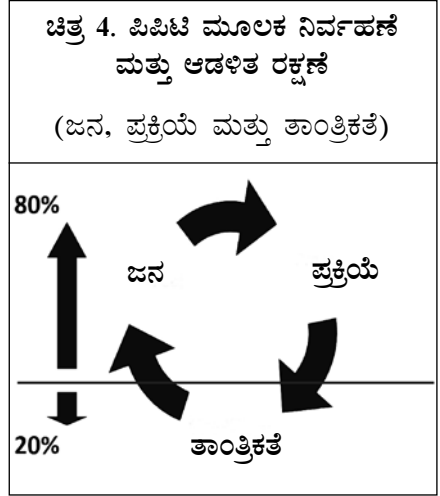 ಚಿತ್ರ 4. ಪಿಪಿಟಿ ಮೂಲಕ ನಿರ್ವಹಣೆ
ಮತ್ತು ಆಡಳಿತ ರಕ್ಷಣೆ
(ಜನ, ಪ್ರಕ್ರಿಯೆ ಮತ್ತು ತಾಂತ್ರಿಕತೆ)
80%
ಜನ
ಪ್ರಕ್ರಿಯೆ
20%
ತಾಂತ್ರಿಕತೆ